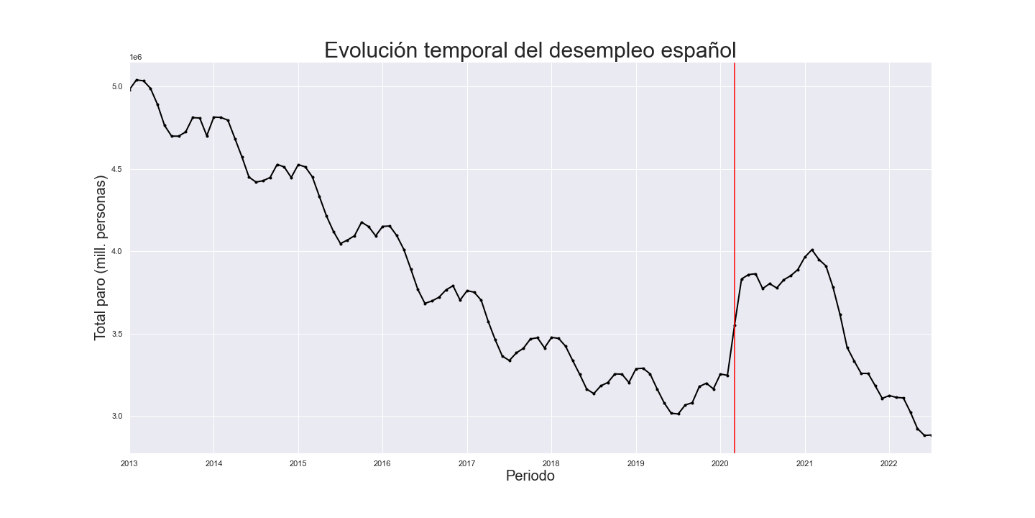 Evolución temporal del desempleo español
1e6
5.0
4.5
4.0
3.5
3.0
Total paro (mill. personas)
2013 2014 2015 2016 2017 2018 2019 2020 2021 2022
Periodo